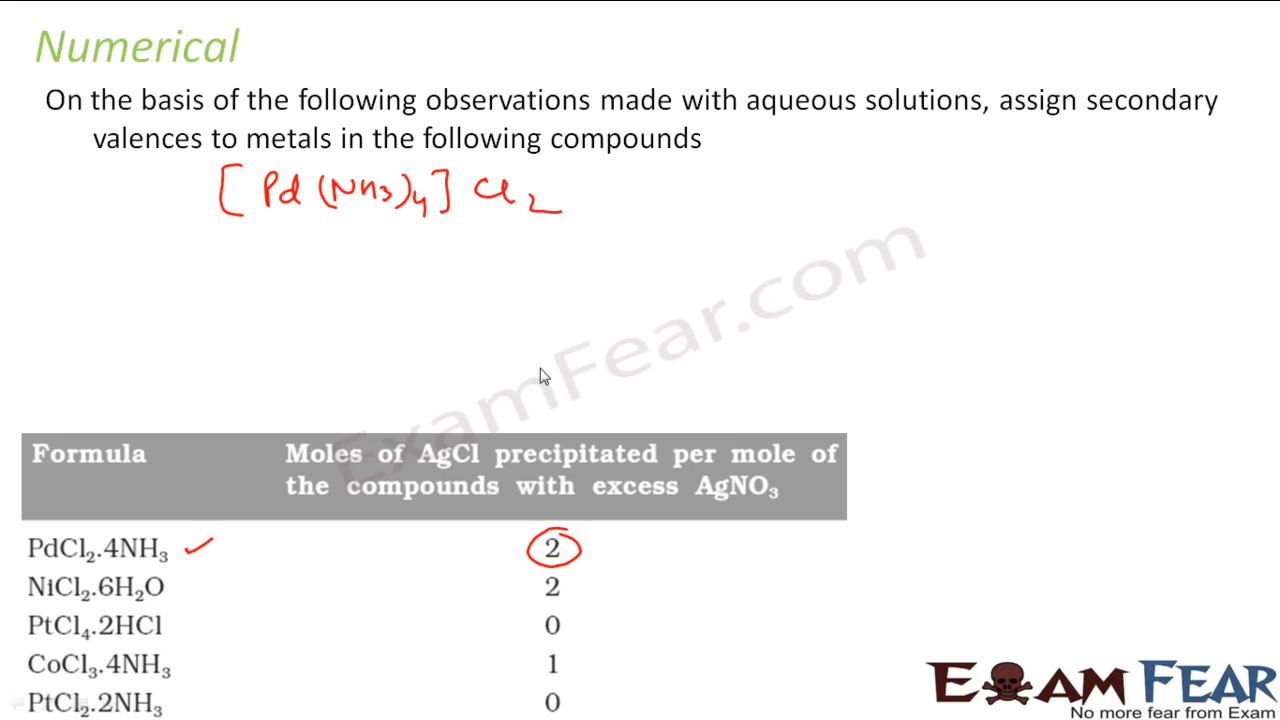 Numerical
On the basis of the following observations made with aqueous solutions, assign secondary
valences to metals in the following compounds
[Pd(NH3)4]Cl2
ExamFear.com
Formula Moles of AgCl precipitated per mole of
the compounds with excess AgNO₃
PdCl₂.4NH₃ 2
NiCl₂.6H₂O 2
PtCl₄.2HCl 0
CoCl₃.4NH₃ 1
PtCl₂.2NH₃ 0
EXAM FEAR
No more fear from Exam